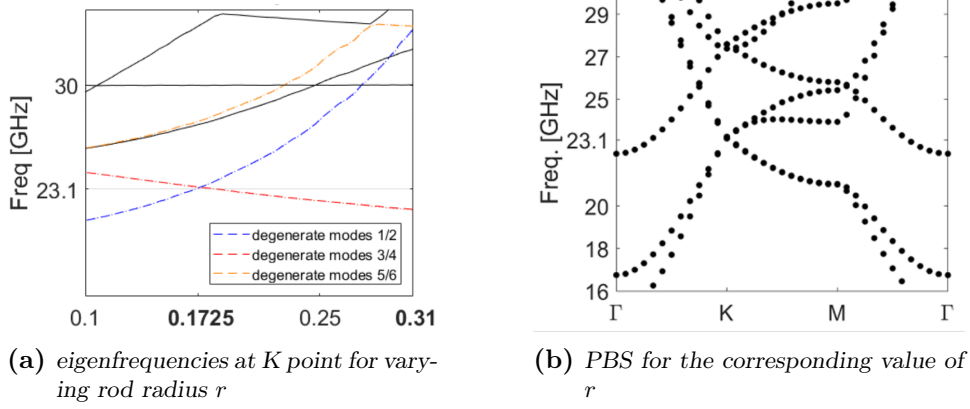 Freq [GHz]
30
23.1
degenerate modes 1/2
degenerate modes 3/4
degenerate modes 5/6
0.1
0.1725
0.25
0.31
(a) eigenfrequencies at K point for vary-
ing rod radius r
Freq. [GHz]
29
27
25
23.1
20
18
16
Γ
K
M
Γ
(b) PBS for the corresponding value of
r